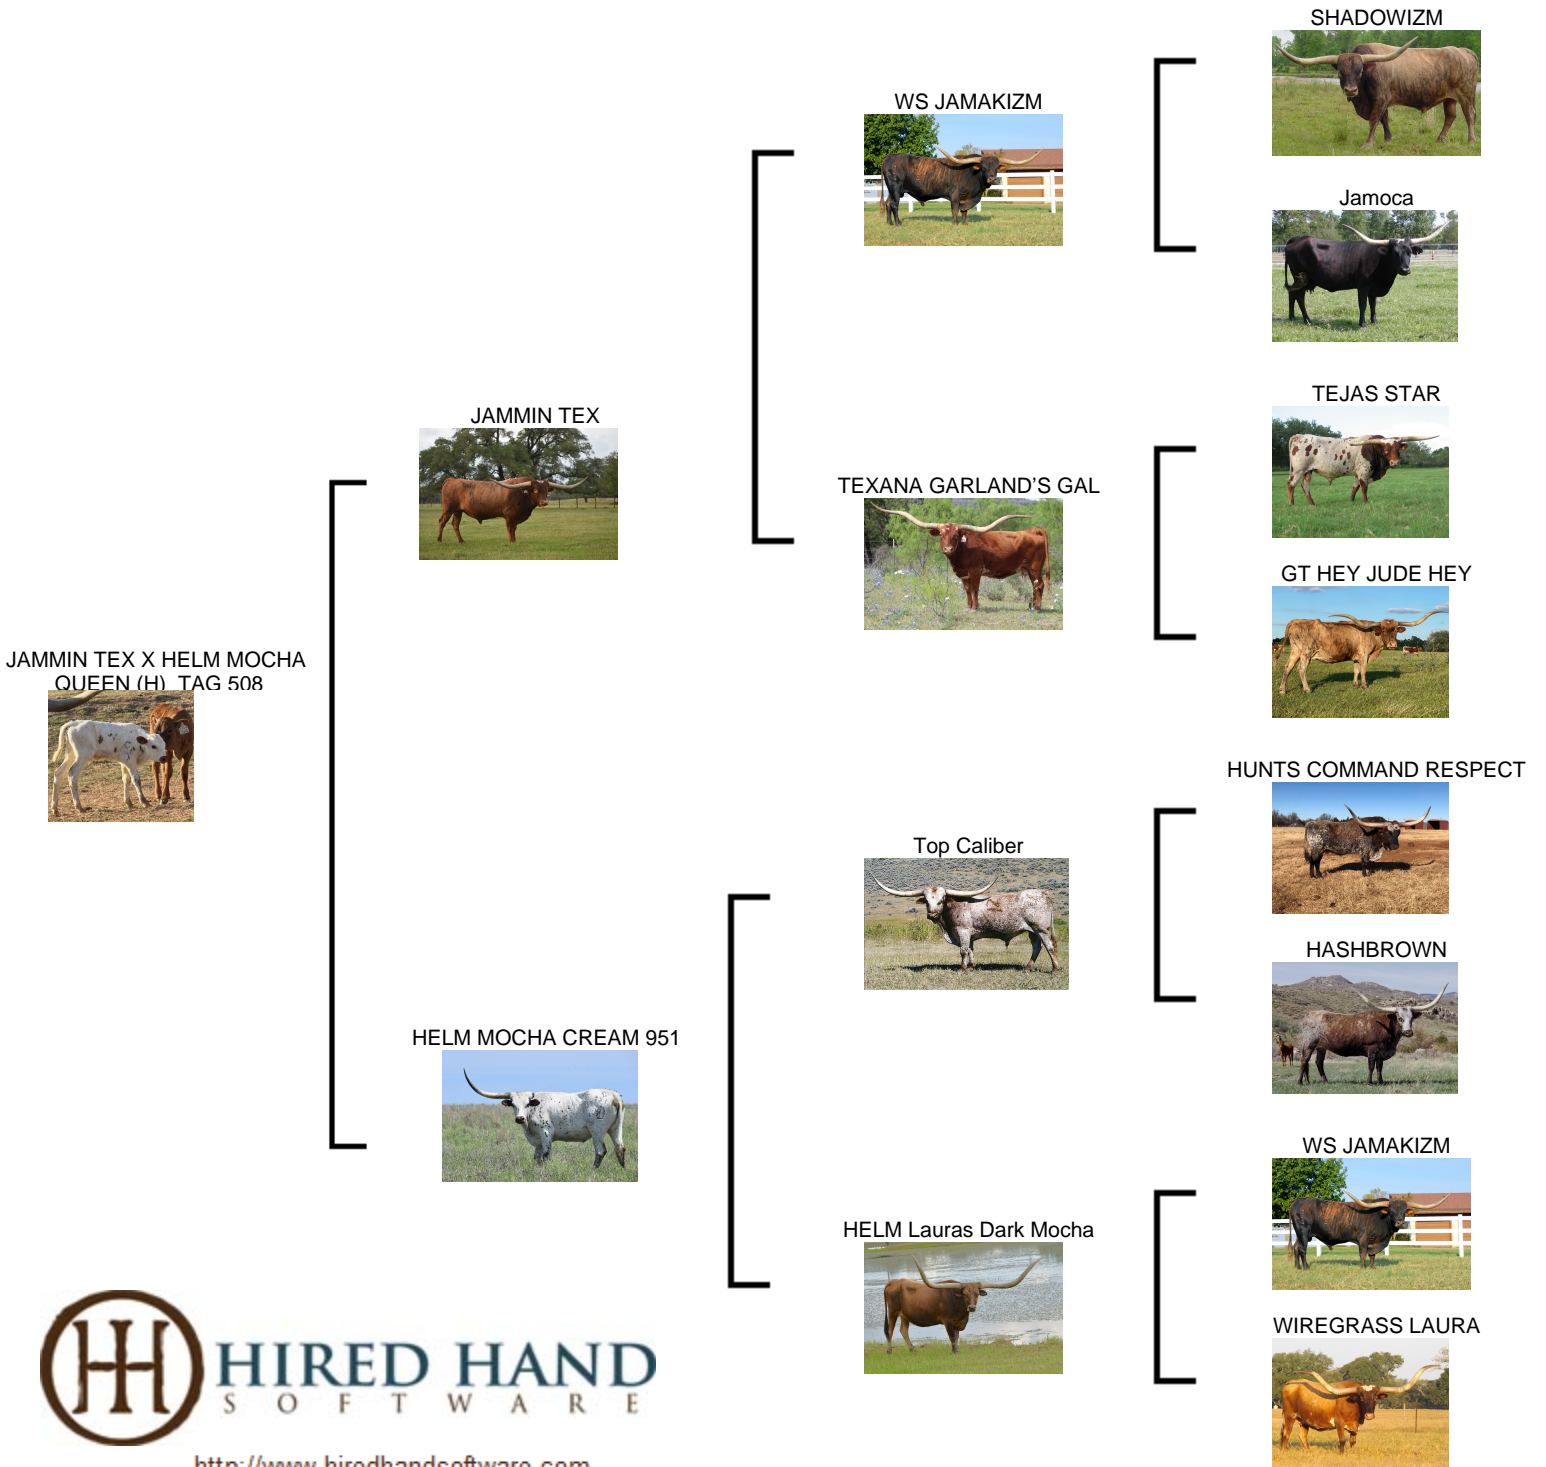 SHADOWIZM
WS JAMAKIZM
Jamoca
TEJAS STAR
JAMMIN TEX
TEXANA GARLAND'S GAL
GT HEY JUDE HEY
JAMMIN TEX X HELM MOCHA
QUEEN (H) TAG 508
HUNTS COMMAND RESPECT
Top Caliber
HASHBROWN
HELM MOCHA CREAM 951
WS JAMAKIZM
HELM Lauras Dark Mocha
WIREGRASS LAURA
HIRED HAND
SOFTWARE
http://www.hiredhandsoftware.com